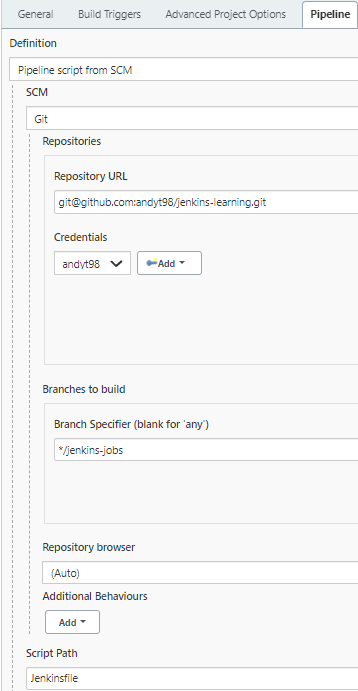 General Build Triggers Advanced Project Options Pipeline
Definition
Pipeline script from SCM
SCM
Git
Repositories
Repository URL
git@github.com:andyt98/jenkins-learning.git
Credentials
andyt98 Add
Branches to build
Branch Specifier (blank for 'any')
*/jenkins-jobs
Repository browser
(Auto)
Additional Behaviours
Add
Script Path
Jenkinsfile